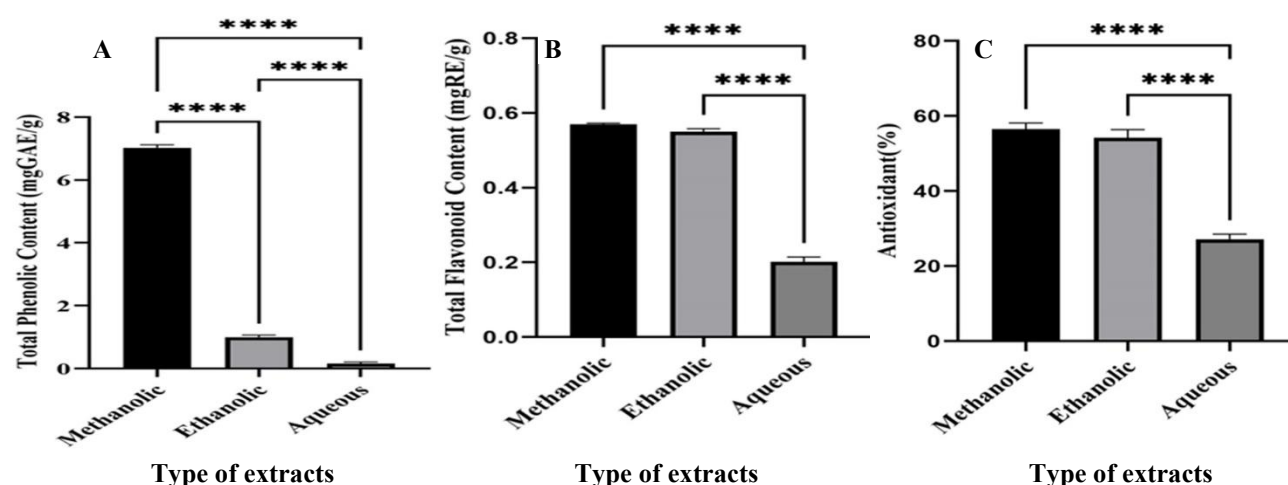 A
****
****
****
Total Phenolic Content (mgGAE/g)
8
6
4
2
0
Methanolic
Ethanolic
Aqueous
Type of extracts
B
****
****
Total Flavonoid Content (mgRE/g)
0.8
0.6
0.4
0.2
0.0
Methanolic
Ethanolic
Aqueous
Type of extracts
C
****
****
Antioxidant(%)
80
60
40
20
0
Methanolic
Ethanolic
Aqueous
Type of extracts